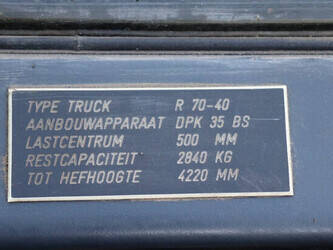 TYPE TRUCK R 70-40
AANBOUWAPPARAAT DPK 35 BS
LASTCENTRUM 500 MM
RESTCAPACITEIT 2840 KG
TOT HEFHOOGTE 4220 MM